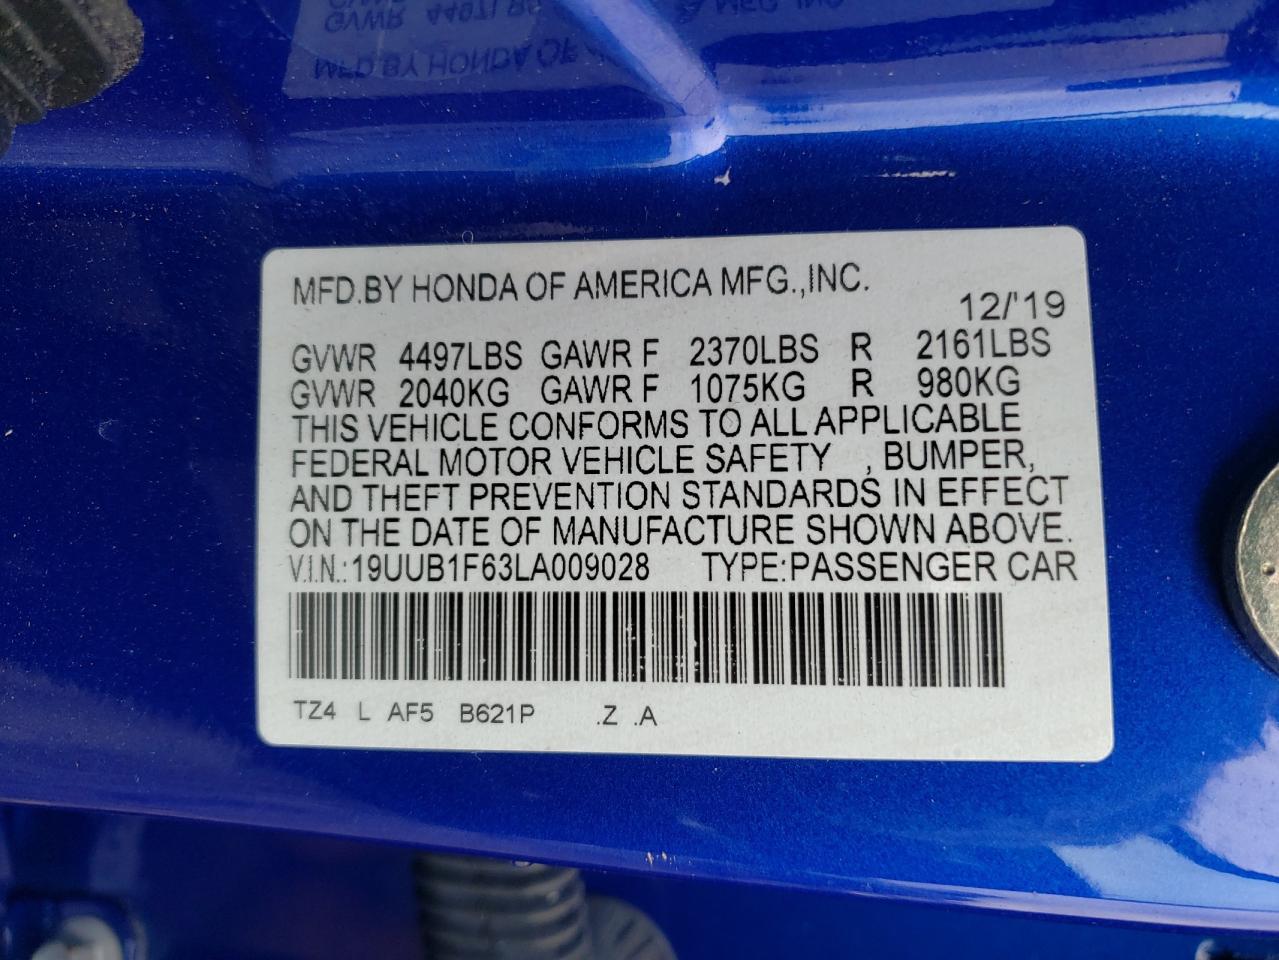 MFD.BY HONDA OF AMERICA MFG.,INC.
12/'19
GVWR 4497LBS GAWR F 2370LBS R 2161LBS
GVWR 2040KG GAWR F 1075KG R 980KG
THIS VEHICLE CONFORMS TO ALL APPLICABLE
FEDERAL MOTOR VEHICLE SAFETY , BUMPER,
AND THEFT PREVENTION STANDARDS IN EFFECT
ON THE DATE OF MANUFACTURE SHOWN ABOVE.
V.I.N.:19UUB1F63LA009028 TYPE:PASSENGER CAR
TZ4 L AF5 B621P .Z .A